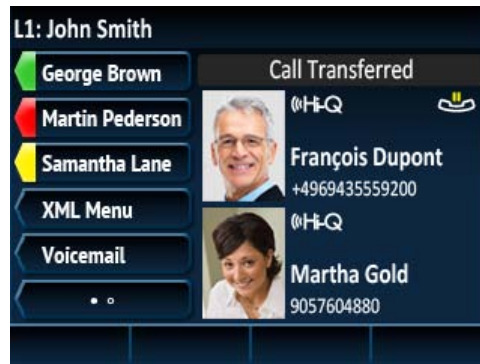 L1: John Smith
George Brown
Martin Pederson
Samantha Lane
XML Menu
Voicemail
Call Transferred
Hi-Q
François Dupont
+4969435559200
Hi-Q
Martha Gold
9057604880